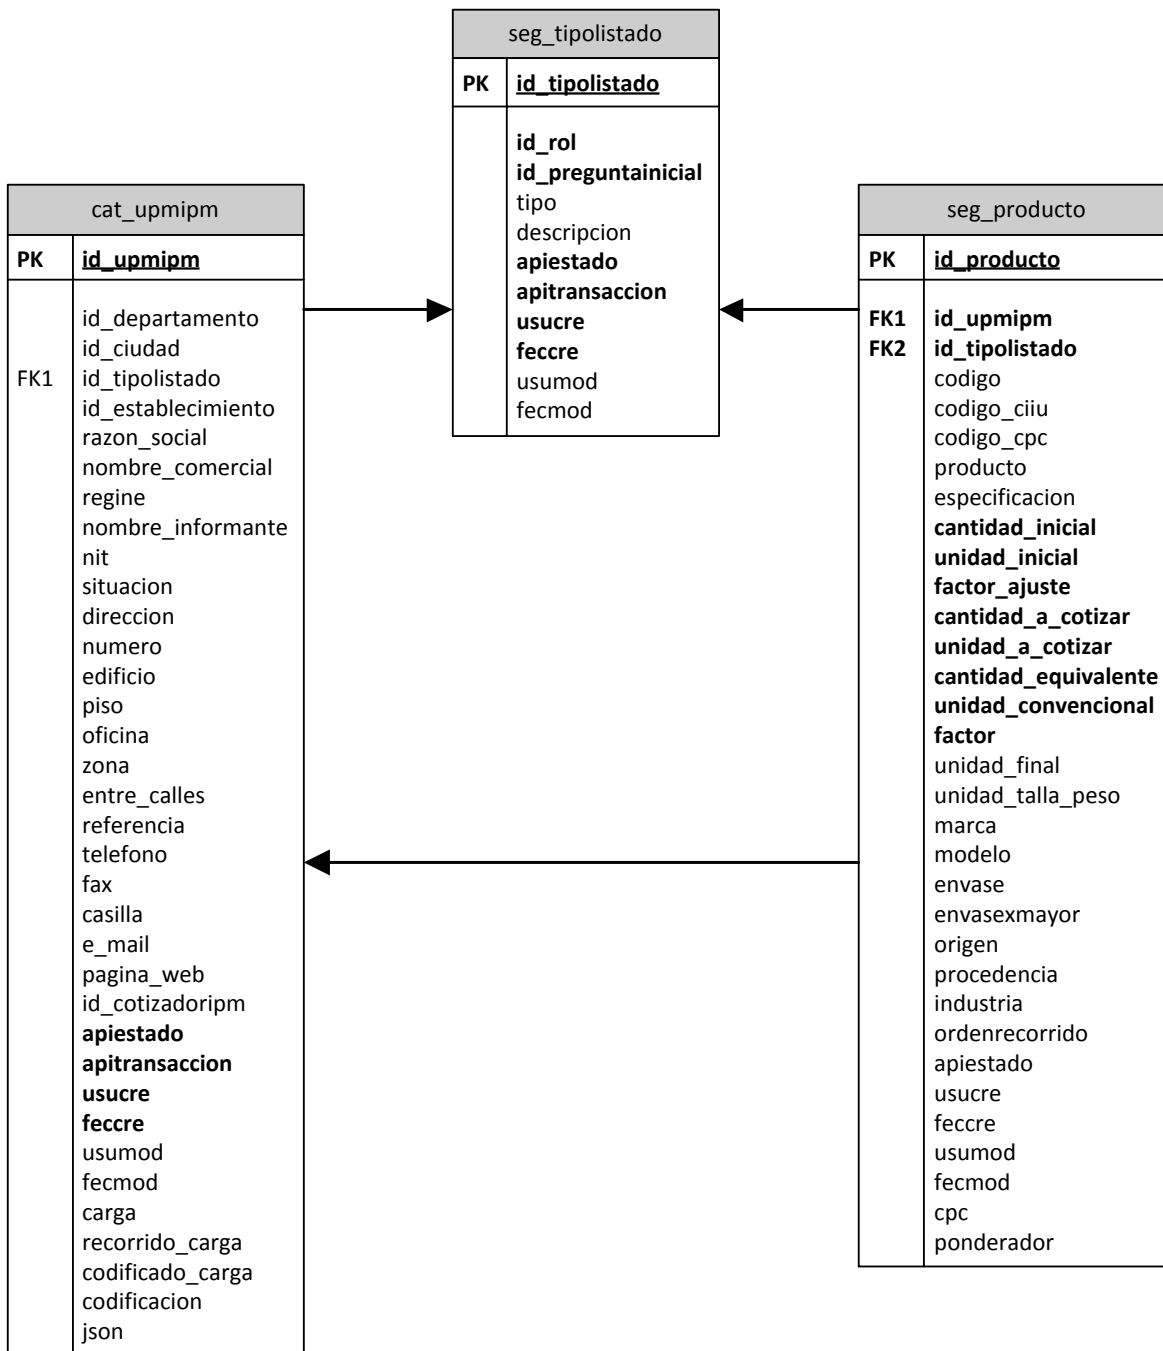 seg_tipolistado
PK id_tipolistado
id_rol
id_preguntainicial
tipo
descripcion
apiestado
apitransaccion
usucre
feccre
usumod
fecmod
cat_upmipm
PK id_upmipm
id_departamento
id_ciudad
FK1 id_tipolistado
id_establecimiento
razon_social
nombre_comercial
regine
nombre_informante
nit
situacion
direccion
numero
edificio
piso
oficina
zona
entre_calles
referencia
telefono
fax
casilla
e_mail
pagina_web
id_cotizadoripm
apiestado
apitransaccion
usucre
feccre
usumod
fecmod
carga
recorrido_carga
codificado_carga
codificacion
json
seg_producto
PK id_producto
FK1 id_upmipm
FK2 id_tipolistado
codigo
codigo_ciiu
codigo_cpc
producto
especificacion
cantidad_inicial
unidad_inicial
factor_ajuste
cantidad_a_cotizar
unidad_a_cotizar
cantidad_equivalente
unidad_convencional
factor
unidad_final
unidad_talla_peso
marca
modelo
envase
envasexmayor
origen
procedencia
industria
ordenrecorrido
apiestado
usucre
feccre
usumod
fecmod
cpc
ponderador